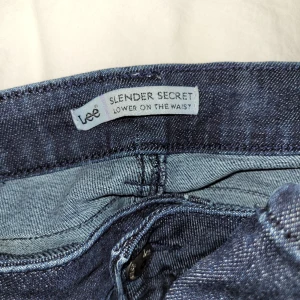 Lee
SLENDER SECRET
LOWER ON THE WAIST